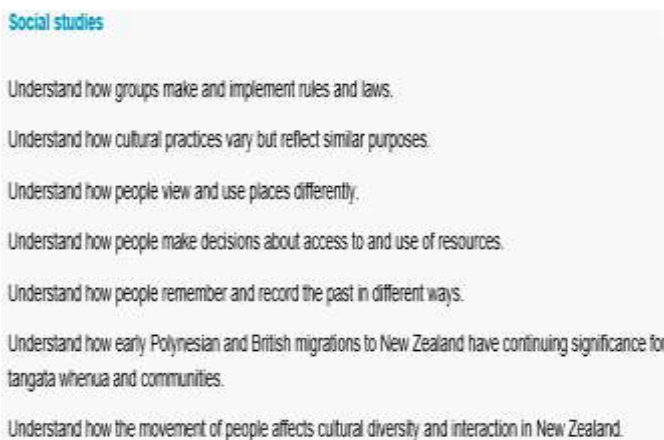 Social studies
Understand how groups make and implement rules and laws.
Understand how cultural practices vary but reflect similar purposes.
Understand how people view and use places differently.
Understand how people make decisions about access to and use of resources.
Understand how people remember and record the past in different ways.
Understand how early Polynesian and British migrations to New Zealand have continuing significance for
tangata whenua and communities.
Understand how the movement of people affects cultural diversity and interaction in New Zealand.